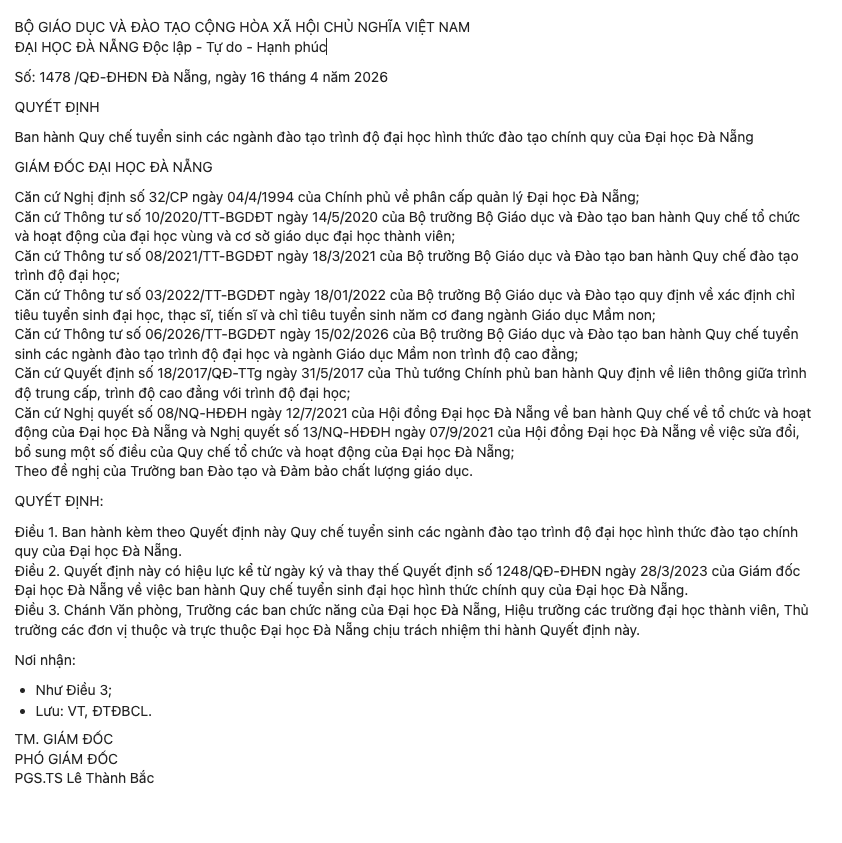 BỘ GIÁO DỤC VÀ ĐÀO TẠO CỘNG HÒA XÃ HỘI CHỦ NGHĨA VIỆT NAM
ĐẠI HỌC ĐÀ NẴNG Độc lập - Tự do - Hạnh phúc
Số: 1478 /QĐ-ĐHĐN Đà Nẵng, ngày 16 tháng 4 năm 2026
QUYẾT ĐỊNH
Ban hành Quy chế tuyển sinh các ngành đào tạo trình độ đại học hình thức đào tạo chính quy của Đại học Đà Nẵng
GIÁM ĐỐC ĐẠI HỌC ĐÀ NẴNG
Căn cứ Nghị định số 32/CP ngày 04/4/1994 của Chính phủ về phân cấp quản lý Đại học Đà Nẵng;
Căn cứ Thông tư số 10/2020/TT-BGDĐT ngày 14/5/2020 của Bộ trưởng Bộ Giáo dục và Đào tạo ban hành Quy chế tổ chức
và hoạt động của đại học vùng và cơ sở giáo dục đại học thành viên;
Căn cứ Thông tư số 08/2021/TT-BGDĐT ngày 18/3/2021 của Bộ trưởng Bộ Giáo dục và Đào tạo ban hành Quy chế đào tạo
trình độ đại học;
Căn cứ Thông tư số 03/2022/TT-BGDĐT ngày 18/01/2022 của Bộ trưởng Bộ Giáo dục và Đào tạo quy định về xác định chỉ
tiêu tuyển sinh đại học, thạc sĩ, tiến sĩ và chỉ tiêu tuyển sinh năm cơ đang ngành Giáo dục Mầm non;
Căn cứ Thông tư số 06/2026/TT-BGDĐT ngày 15/02/2026 của Bộ trưởng Bộ Giáo dục và Đào tạo ban hành Quy chế tuyển
sinh các ngành đào tạo trình độ đại học và ngành Giáo dục Mầm non trình độ cao đẳng;
Căn cứ Quyết định số 18/2017/QĐ-TTg ngày 31/5/2017 của Thủ tướng Chính phủ ban hành Quy định về liên thông giữa trình
độ trung cấp, trình độ cao đẳng với trình độ đại học;
Căn cứ Nghị quyết số 08/NQ-HĐĐH ngày 12/7/2021 của Hội đồng Đại học Đà Nẵng về ban hành Quy chế về tổ chức và hoạt
động của Đại học Đà Nẵng và Nghị quyết số 13/NQ-HĐĐH ngày 07/9/2021 của Hội đồng Đại học Đà Nẵng về việc sửa đổi,
bổ sung một số điều của Quy chế tổ chức và hoạt động của Đại học Đà Nẵng;
Theo đề nghị của Trưởng ban Đào tạo và Đảm bảo chất lượng giáo dục.
QUYẾT ĐỊNH:
Điều 1. Ban hành kèm theo Quyết định này Quy chế tuyển sinh các ngành đào tạo trình độ đại học hình thức đào tạo chính
quy của Đại học Đà Nẵng.
Điều 2. Quyết định này có hiệu lực kể từ ngày ký và thay thế Quyết định số 1248/QĐ-ĐHĐN ngày 28/3/2023 của Giám đốc
Đại học Đà Nẵng về việc ban hành Quy chế tuyển sinh đại học hình thức chính quy của Đại học Đà Nẵng.
Điều 3. Chánh Văn phòng, Trưởng các ban chức năng của Đại học Đà Nẵng, Hiệu trưởng các trường đại học thành viên, Thủ
trưởng các đơn vị thuộc và trực thuộc Đại học Đà Nẵng chịu trách nhiệm thi hành Quyết định này.
Nơi nhận:
• Như Điều 3;
• Lưu: VT, ĐTĐBCL.
TM. GIÁM ĐỐC
PHÓ GIÁM ĐỐC
PGS.TS Lê Thành Bắc